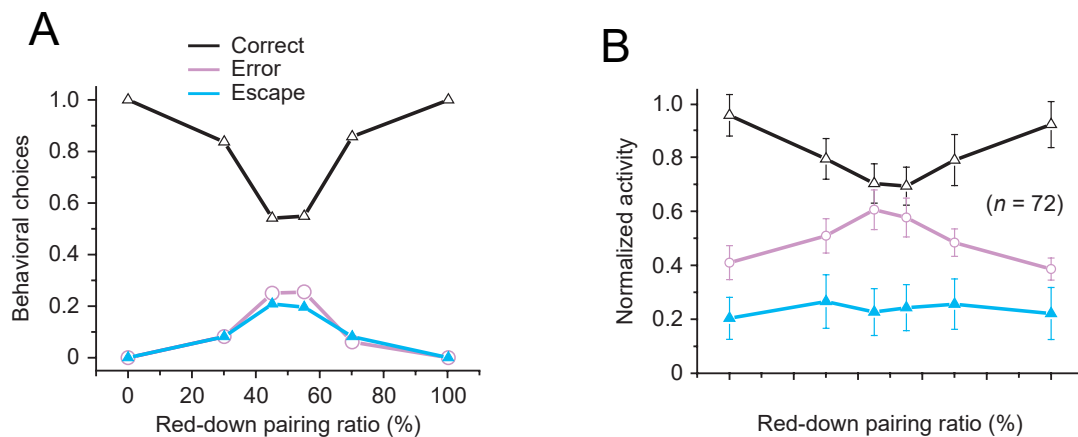 A
Correct
Error
Escape
Behavioral choices
1.0
0.8
0.6
0.4
0.2
0
0
20
40
60
80
100
Red-down pairing ratio (%)
B
Normalized activity
1.0
0.8
0.6
0.4
0.2
0
(n = 72)
Red-down pairing ratio (%)